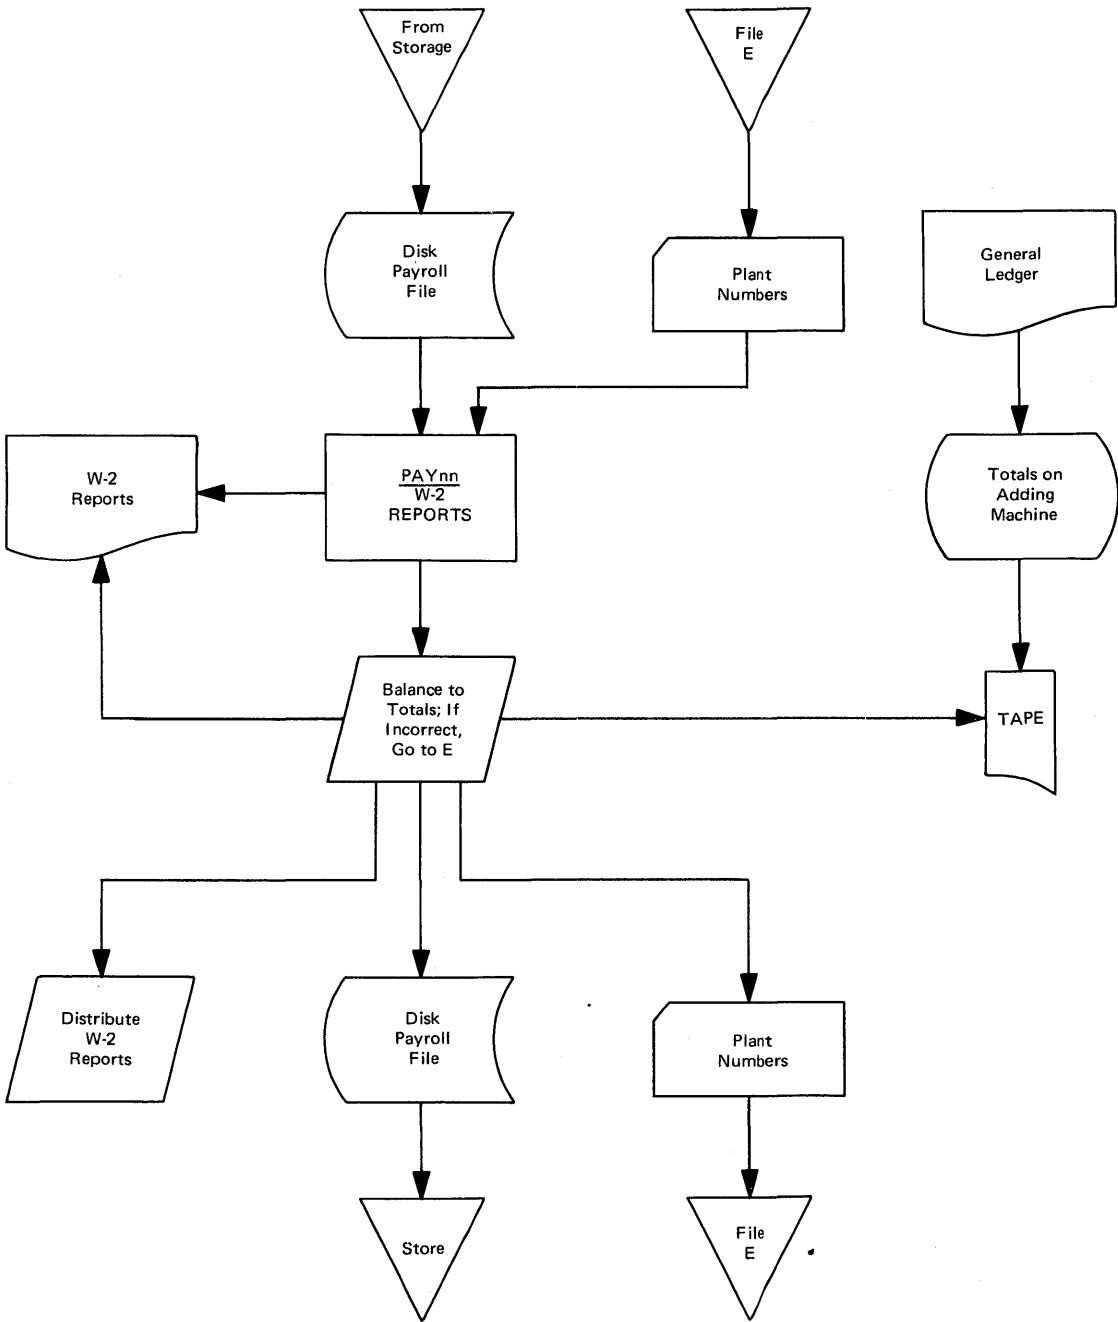 From
Storage
File
E
Disk
Payroll
File
Plant
Numbers
General
Ledger
W-2
Reports
PAYnn
W-2
REPORTS
Totals on
Adding
Machine
Balance to
Totals; If
Incorrect,
Go to E
TAPE
Distribute
W-2
Reports
Disk
Payroll
File
Plant
Numbers
Store
File
E